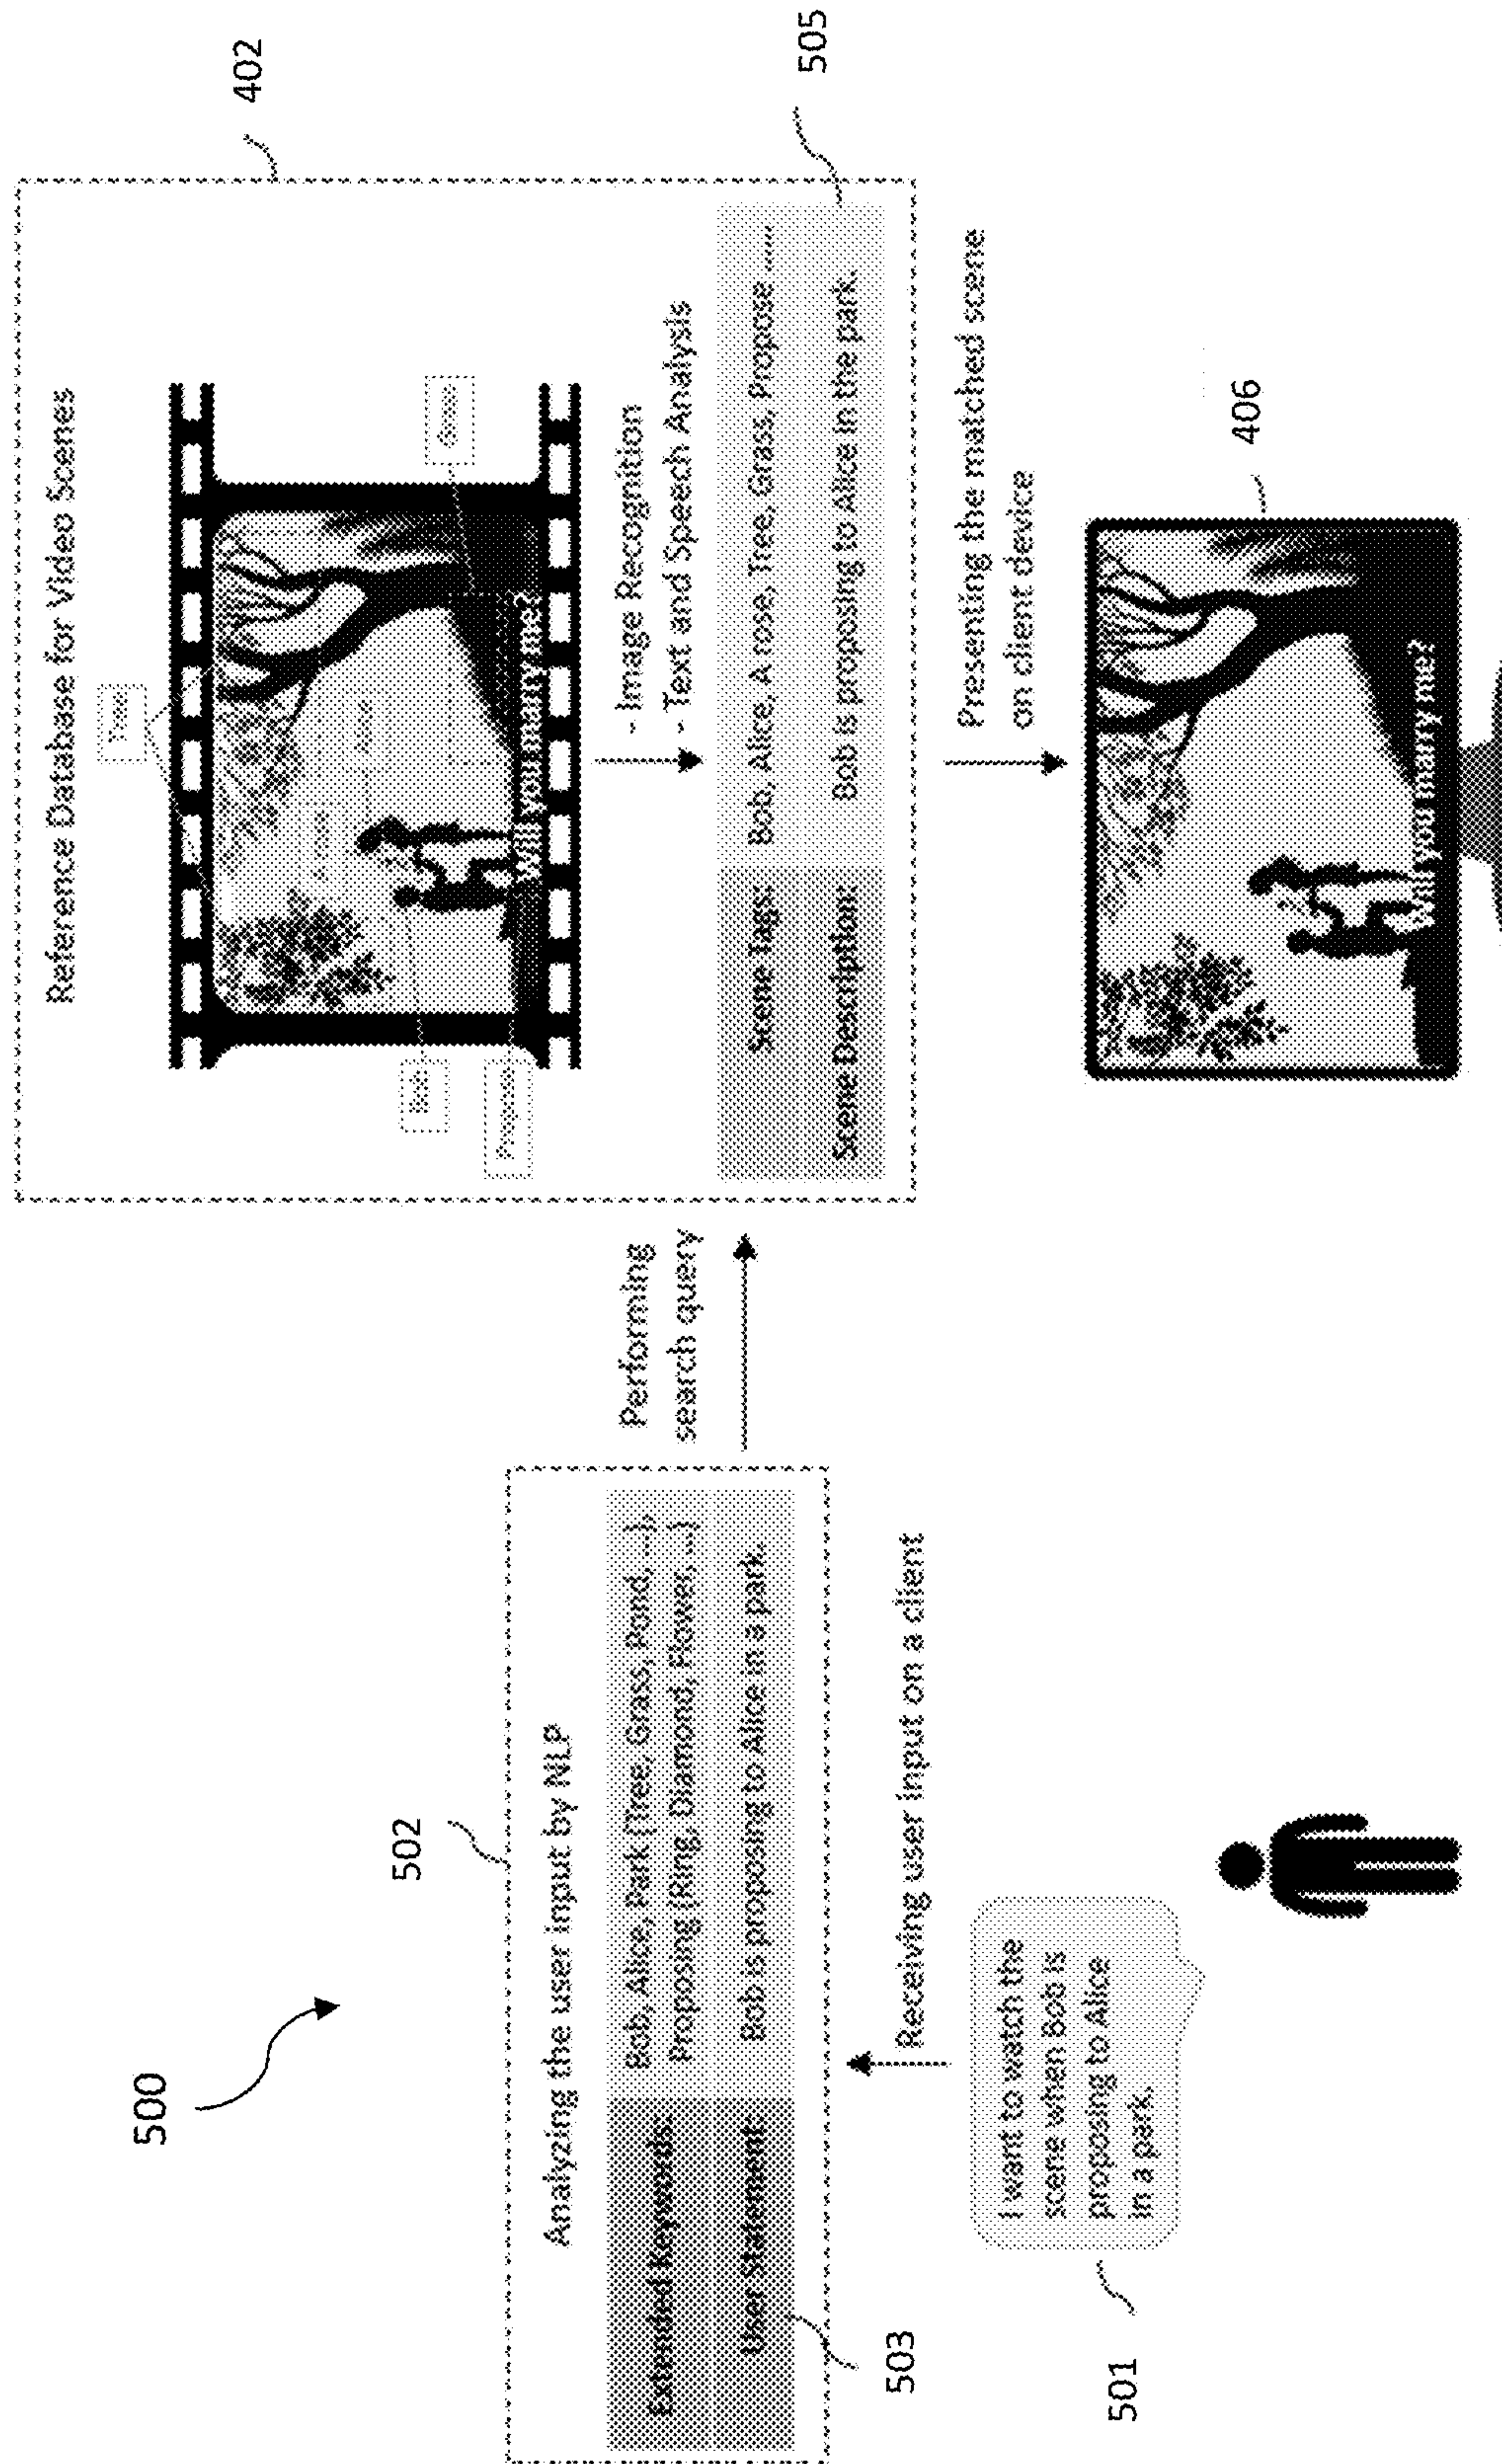 500
502
Analyzing the user input by NLP
Extended Keywords: Bob, Alice, Park (Tree, Grass, Pond, ...),
Proposing (Ring, Diamond, Flower, ...)
User Statement: Bob is proposing to Alice in a park.
503
Receiving user input on a client
I want to watch the
scene when Bob is
proposing to Alice
in a park.
501
Performing
search query
402
Reference Database for Video Scenes
Tree
A rose
Alice
Grass
Bob
Propose
Will you marry me?
- Image Recognition
- Text and Speech Analysis
Scene Tags: Bob, Alice, A rose, Tree, Grass, Propose ......
Scene Description: Bob is proposing to Alice in the park.
505
Presenting the matched scene
on client device
406
Will you marry me?